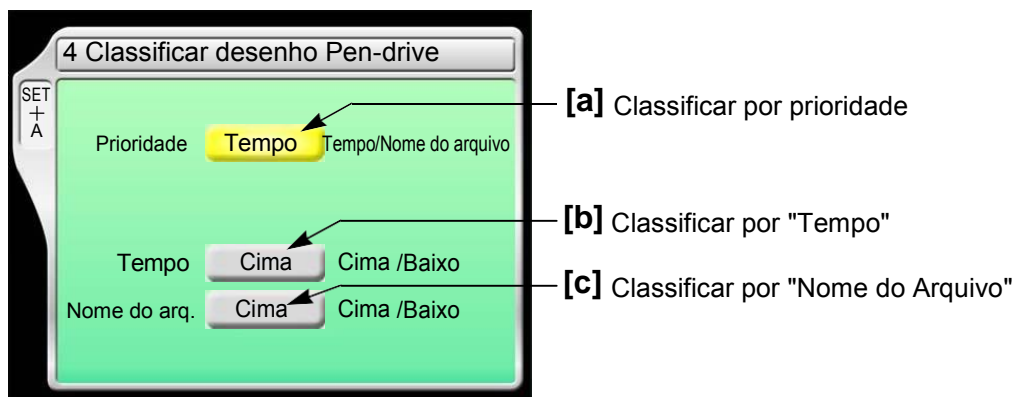 4 Classificar desenho Pen-drive
SET
+
A
[a] Classificar por prioridade
Prioridade Tempo Tempo/Nome do arquivo
[b] Classificar por "Tempo"
Tempo Cima Cima /Baixo
[c] Classificar por "Nome do Arquivo"
Nome do arq. Cima Cima /Baixo